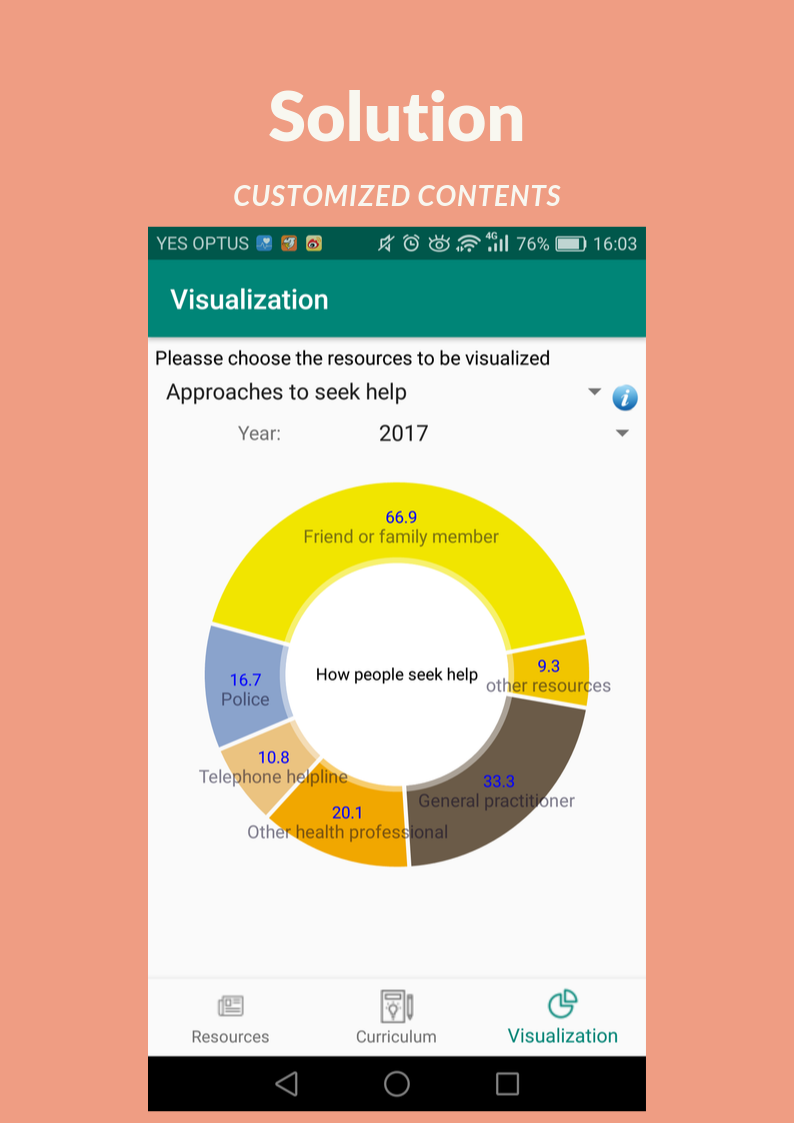 Solution
CUSTOMIZED CONTENTS
YES OPTUS 4G 76% 16:03
Visualization
Pleasse choose the resources to be visualized
Approaches to seek help i
Year: 2017
66.9
Friend or family member
9.3
other resources
16.7
Police
How people seek help
10.8
Telephone helpline
33.3
General practitioner
20.1
Other health professional
Resources Curriculum Visualization